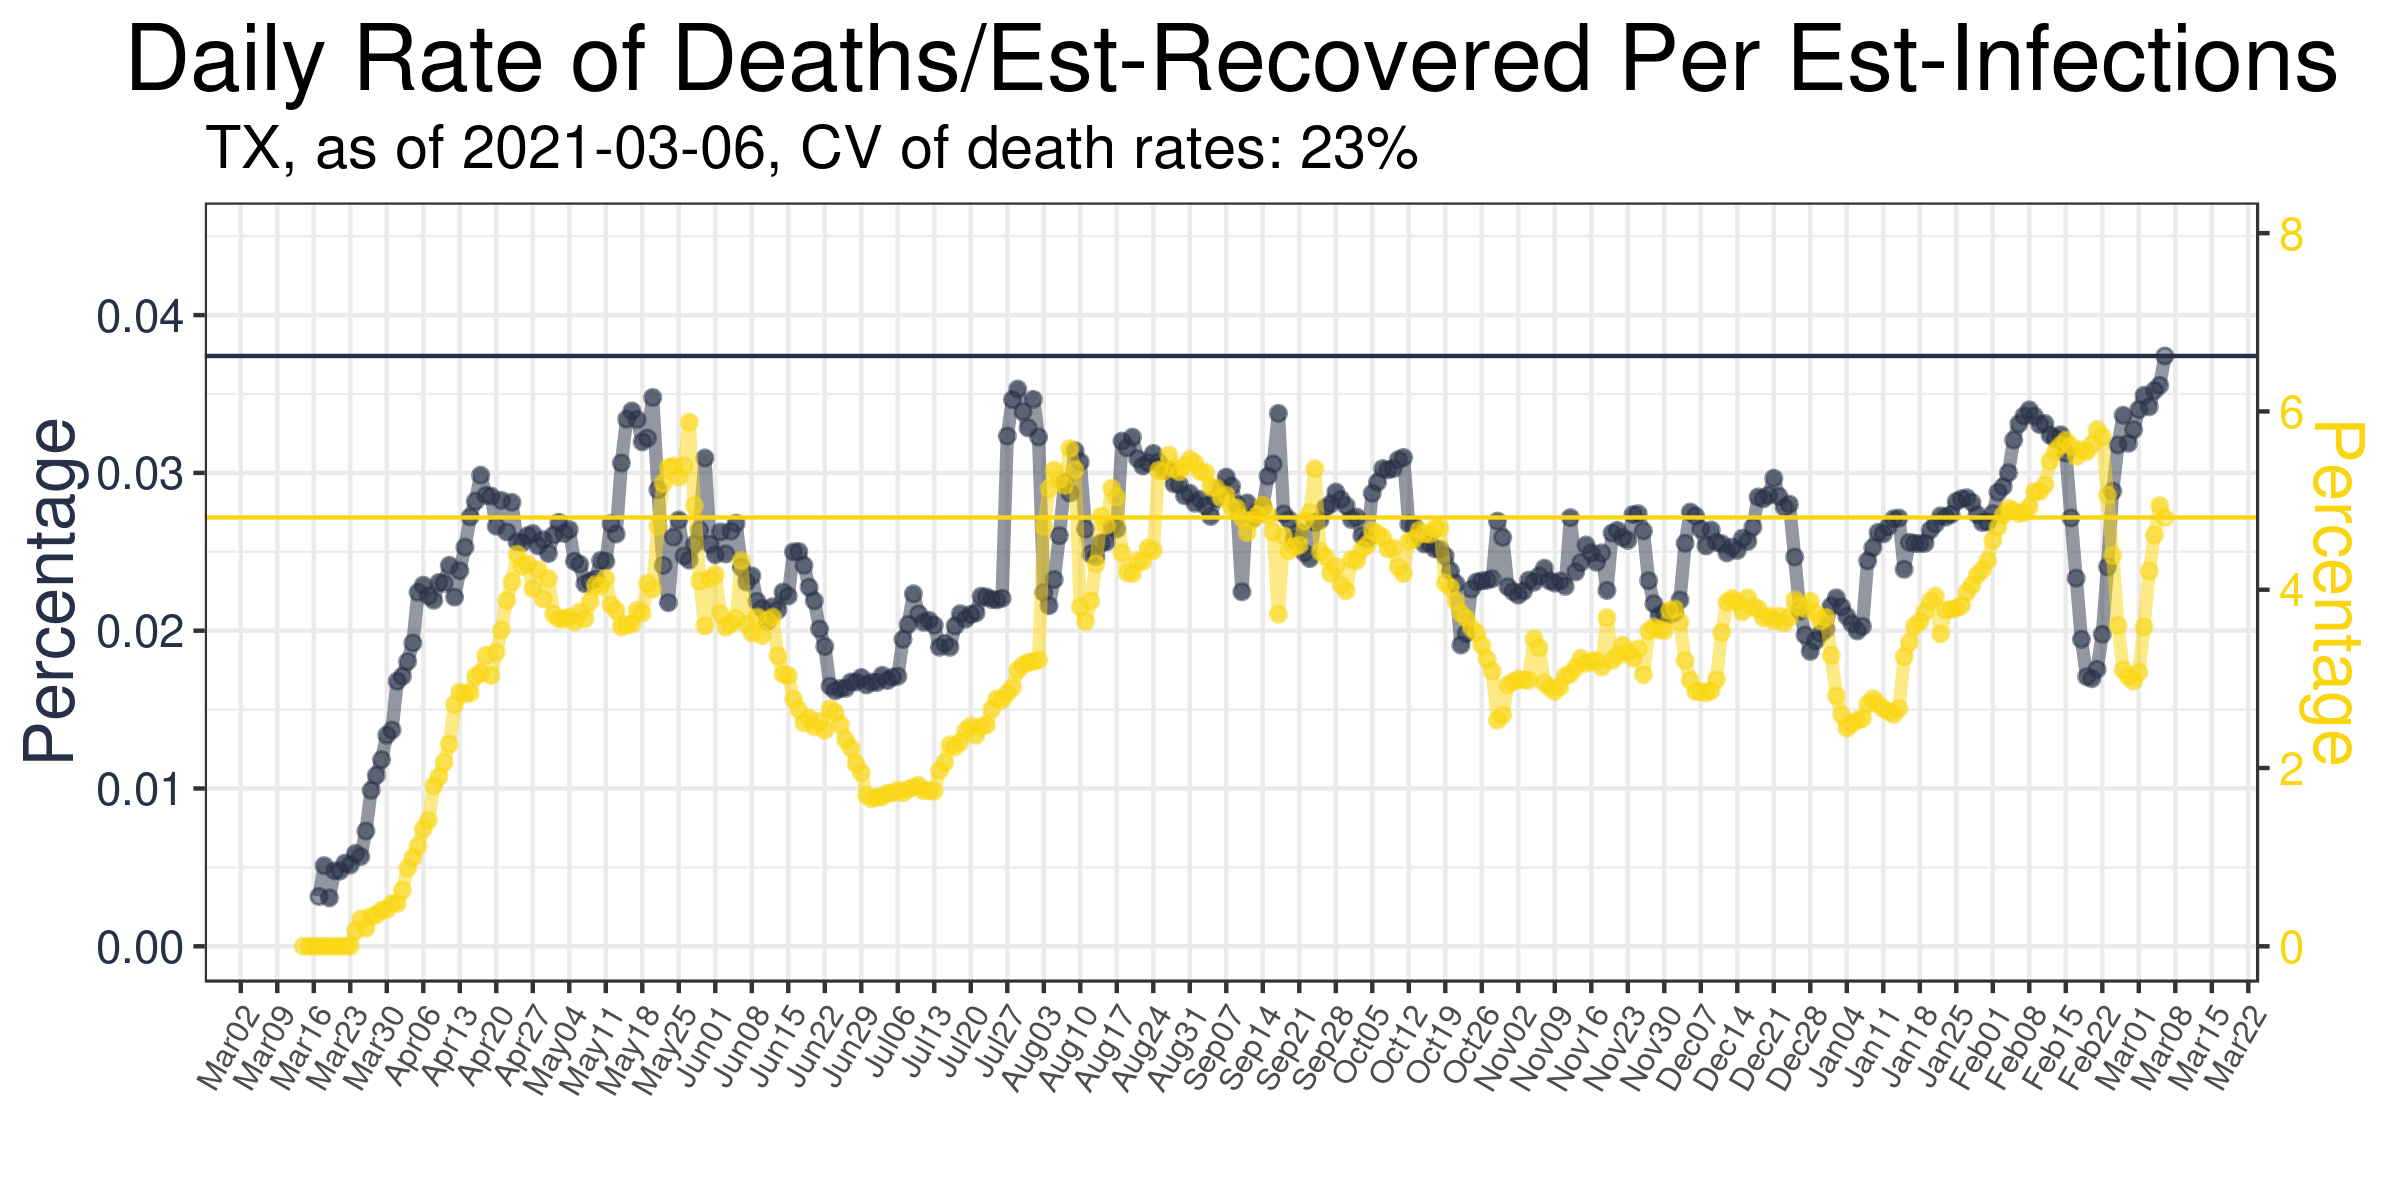 Daily Rate of Deaths/Est-Recovered Per Est-Infections
TX, as of 2021-03-06, CV of death rates: 23%
Percentage
0.04
0.03
0.02
0.01
0.00
8
6
4
2
0
Percentage
Mar02 Mar09 Mar16 Mar23 Mar30 Apr06 Apr13 Apr20 Apr27 May04 May11 May18 May25 Jun01 Jun08 Jun15 Jun22 Jun29 Jul06 Jul13 Jul20 Jul27 Aug03 Aug10 Aug17 Aug24 Aug31 Sep07 Sep14 Sep21 Sep28 Oct05 Oct12 Oct19 Oct26 Nov02 Nov09 Nov16 Nov23 Nov30 Dec07 Dec14 Dec21 Dec28 Jan04 Jan11 Jan18 Jan25 Feb01 Feb08 Feb15 Feb22 Mar01 Mar08 Mar15 Mar22